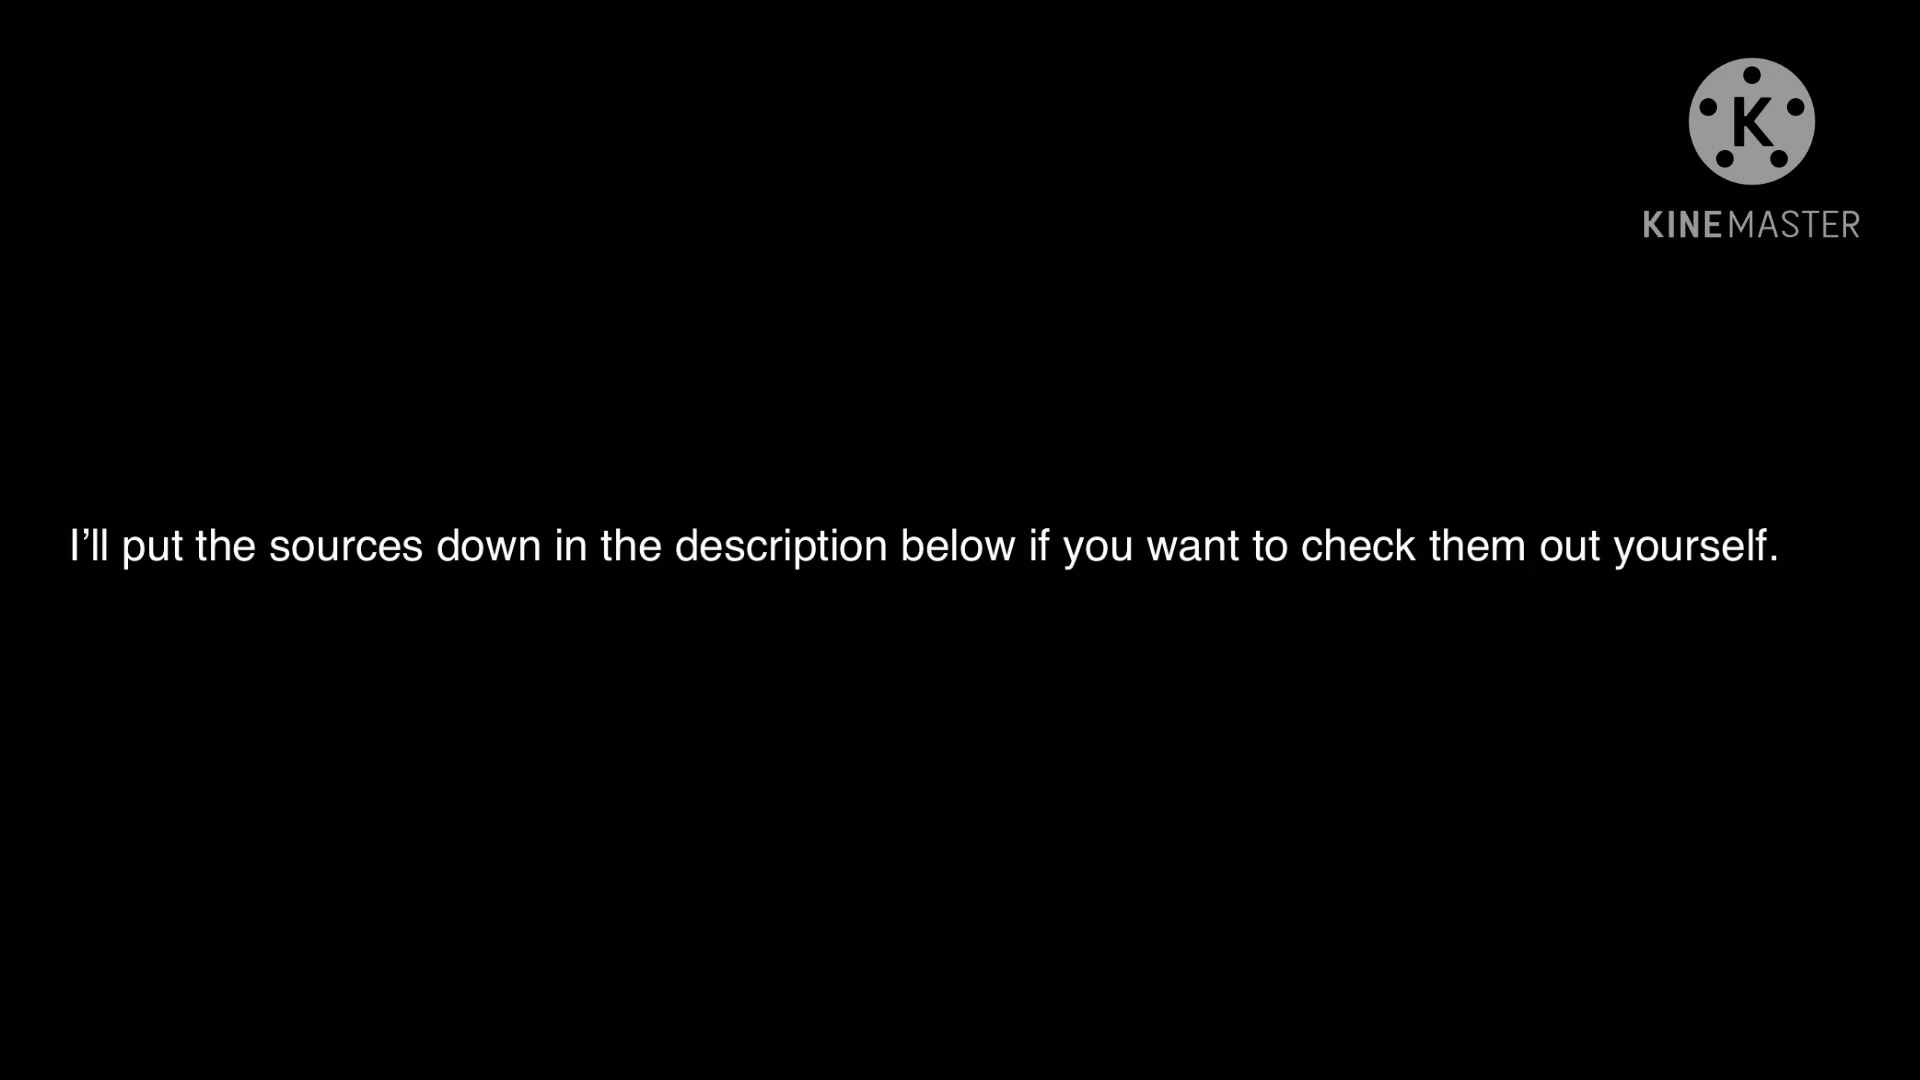 K
KINEMASTER
I’ll put the sources down in the description below if you want to check them out yourself.